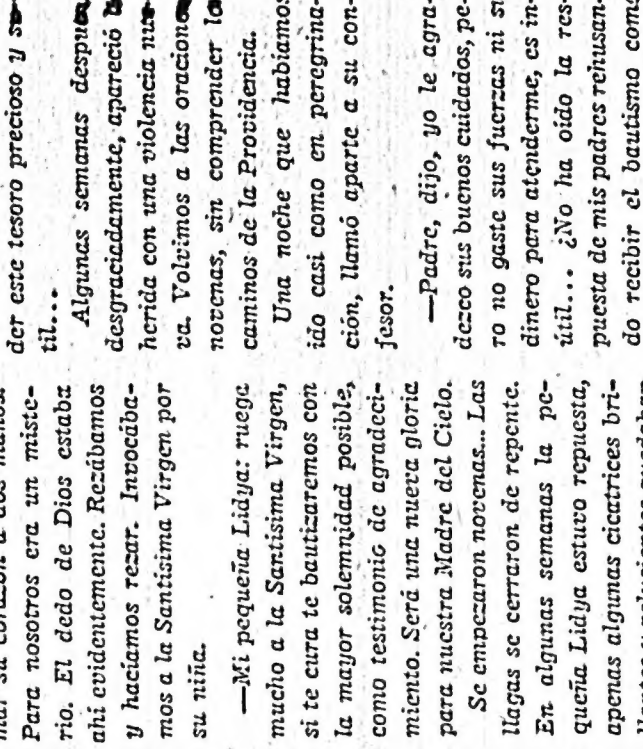 mar su corazón a dos manos.
Para nosotros era un miste-
rio. El dedo de Dios estaba
ahi evidentemente. Rezábamos
y hacíamos rezar. Invocába-
mos a la Santísima Virgen por
su niña.
—Mi pequeña Lidya: ruega
mucho a la Santísima Virgen,
si te cura te bautizaremos con
la mayor solemnidad posible,
como testimonio de agradeci-
miento. Será una nueva gloria
para nuestra Madre del Cielo.
Se empezaron novenas... Las
llagas se cerraron de repente.
En algunas semanas la pe-
queña Lidya estuvo repuesta,
apenas algunas cicatrices bri-
der este tesoro precioso y su-
til...
Algunas semanas después,
desgraciadamente, apareció la
herida con una violencia nue-
va. Volvimos a las oraciones
novenas, sin comprender los
caminos de la Providencia.
Una noche que habíamos
ido casi como en peregrina-
ción, llamó aparte a su con-
fesor.
—Padre, dijo, yo le agra-
dezco sus buenos cuidados, pe-
ro no gaste sus fuerzas ni su
dinero para atenderme, es in-
útil... ¿No ha oído la res-
puesta de mis padres rehusan-
do recibir el bautismo como